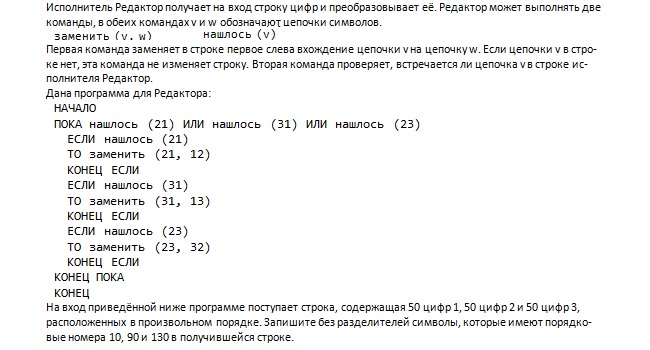 Исполнитель Редактор получает на вход строку цифр и преобразовывает её. Редактор может выполнять две
команды, в обеих командах v и w обозначают цепочки символов.
заменить (v, w) нашлось (v)
Первая команда заменяет в строке первое слева вхождение цепочки v на цепочку w. Если цепочки v в стро-
ке нет, эта команда не изменяет строку. Вторая команда проверяет, встречается ли цепочка v в строке ис-
полнителя Редактор.
Дана программа для Редактора:
НАЧАЛО
ПОКА нашлось (21) ИЛИ нашлось (31) ИЛИ нашлось (23)
ЕСЛИ нашлось (21)
ТО заменить (21, 12)
КОНЕЦ ЕСЛИ
ЕСЛИ нашлось (31)
ТО заменить (31, 13)
КОНЕЦ ЕСЛИ
ЕСЛИ нашлось (23)
ТО заменить (23, 32)
КОНЕЦ ЕСЛИ
КОНЕЦ ПОКА
КОНЕЦ
На вход приведённой ниже программе поступает строка, содержащая 50 цифр 1, 50 цифр 2 и 50 цифр 3,
расположенных в произвольном порядке. Запишите без разделителей символы, которые имеют порядко-
вые номера 10, 90 и 130 в получившейся строке.